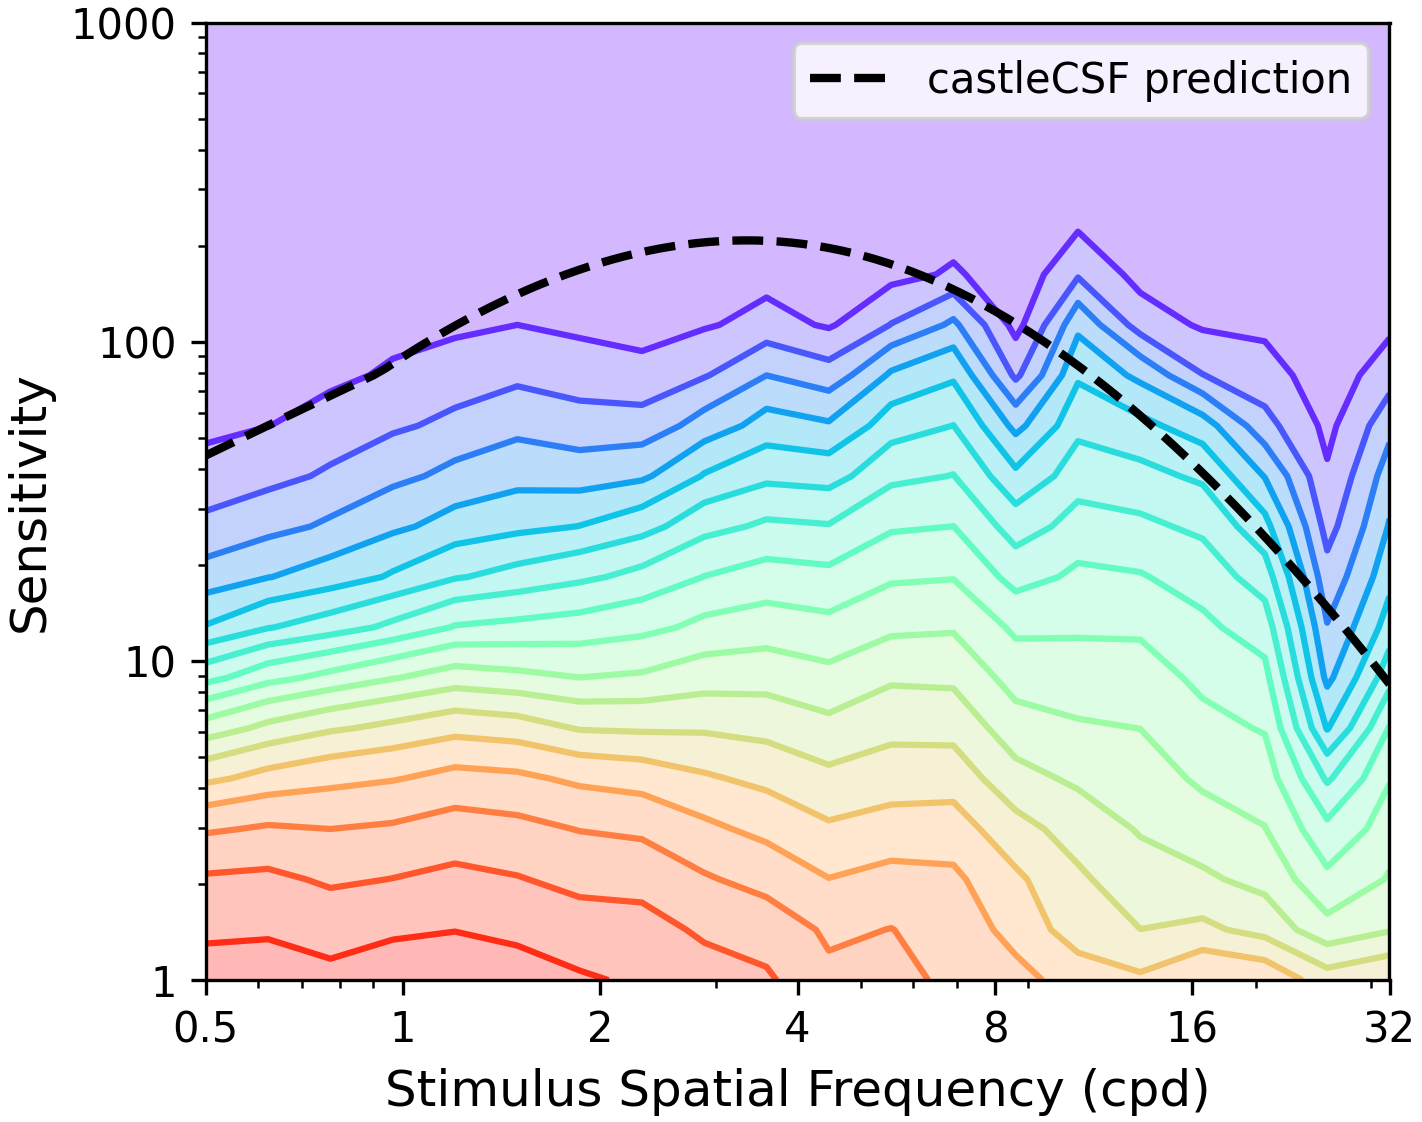 1000
100
10
1
Sensitivity
castleCSF prediction
0.5 1 2 4 8 16 32
Stimulus Spatial Frequency (cpd)